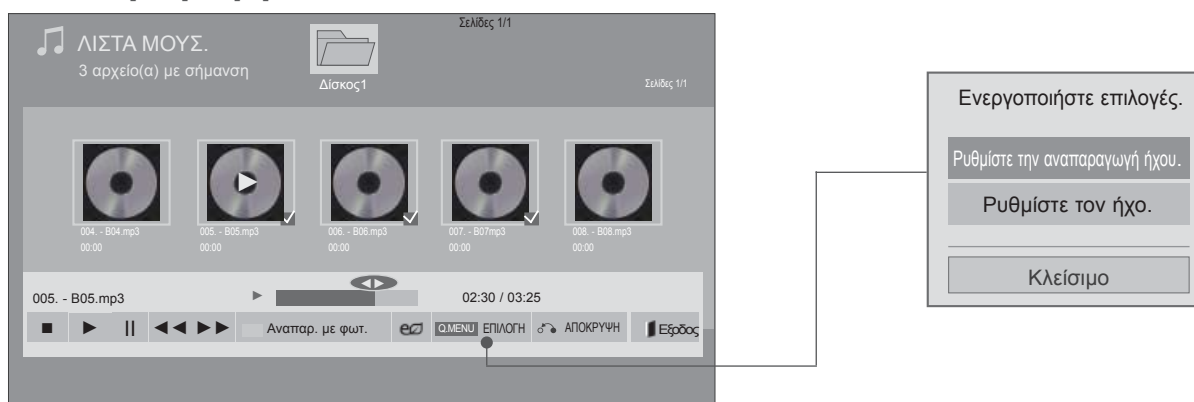 Σελίδες 1/1
ΛΙΣΤΑ ΜΟΥΣ.
3 αρχείο(α) με σήμανση
Δίσκος1
Σελίδες 1/1
004. - B04.mp3
00:00
005. - B05.mp3
00:00
006. - B06.mp3
00:00
007. - B07mp3
00:00
008. - B08.mp3
00:00
005. - B05.mp3
02:30 / 03:25
Αναπαρ. με φωτ.
Q.MENU ΕΠΙΛΟΓΗ
ΑΠΟΚΡΥΨΗ
Εξοδος
Ενεργοποιήστε επιλογές.
Ρυθμίστε την αναπαραγωγή ήχου.
Ρυθμίστε τον ήχο.
Κλείσιμο